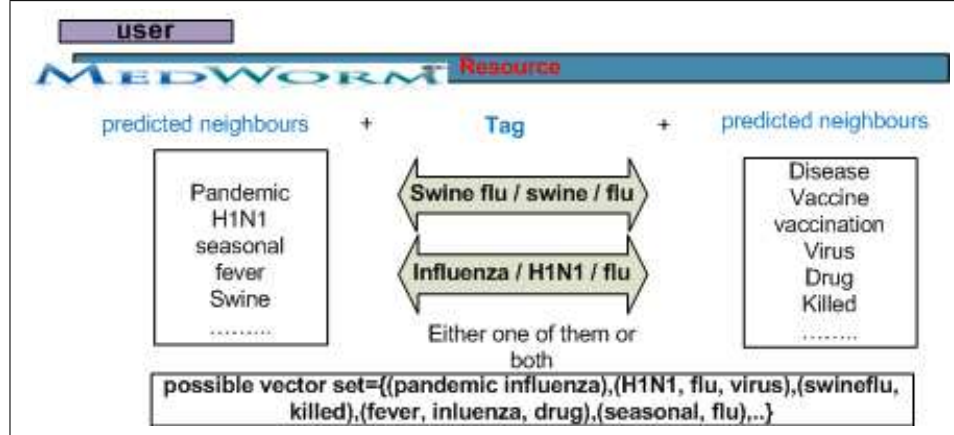 user
MEDWORM Resource
predicted neighbours + Tag + predicted neighbours
Pandemic
H1N1
seasonal
fever
Swine
.........
Swine flu / swine / flu
Influenza / H1N1 / flu
Either one of them or
both
Disease
Vaccine
vaccination
Virus
Drug
Killed
........
possible vector set={(pandemic influenza),(H1N1, flu, virus),(swineflu,
killed),(fever, inluenza, drug),(seasonal, flu),..}